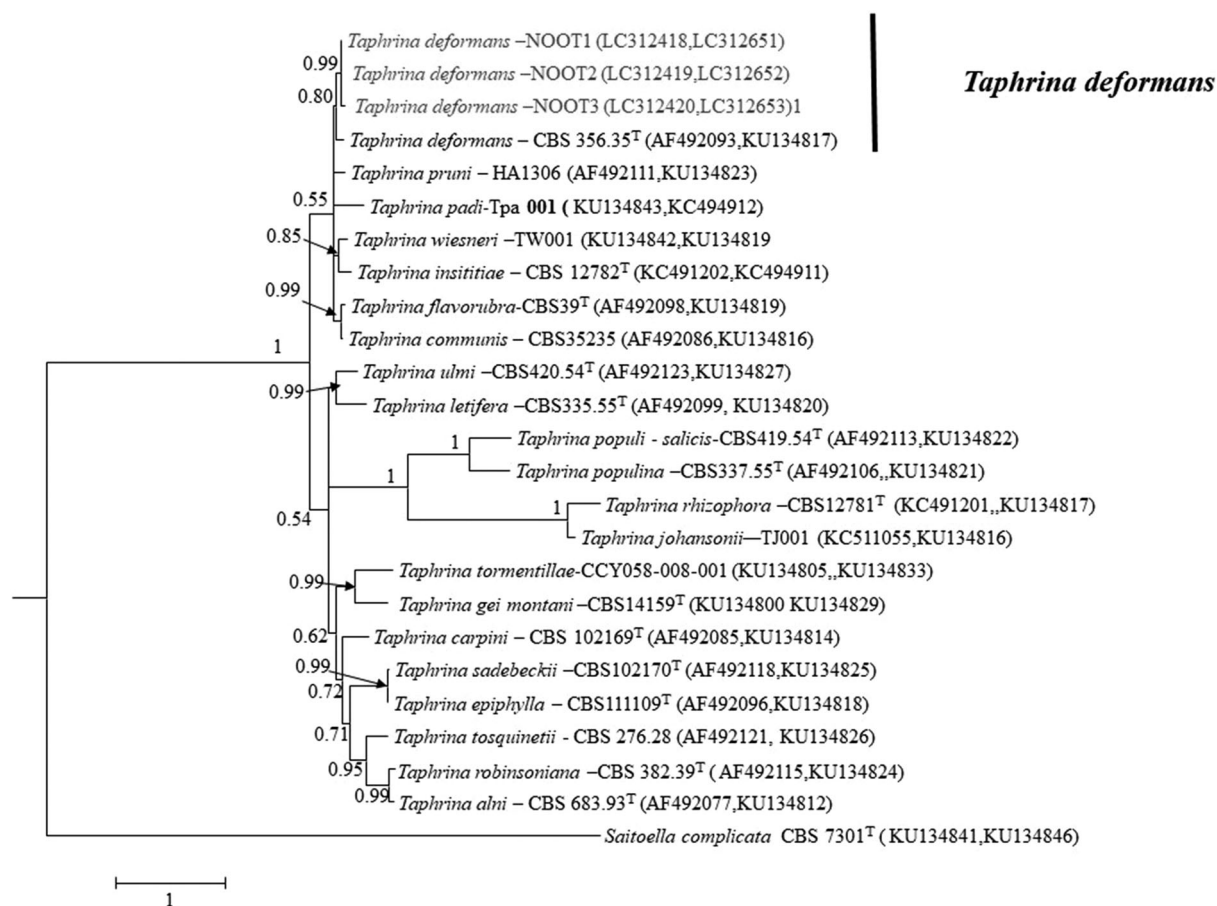 Taphrina deformans –NOOT1 (LC312418,LC312651)
0.99
Taphrina deformans –NOOT2 (LC312419,LC312652)
Taphrina deformans
0.80
Taphrina deformans –NOOT3 (LC312420,LC312653)1
Taphrina deformans – CBS 356.35T (AF492093,KU134817)
Taphrina pruni – HA1306 (AF492111,KU134823)
0.55
Taphrina padi-Tpa 001 ( KU134843,KC494912)
0.85
Taphrina wiesneri –TW001 (KU134842,KU134819
Taphrina insititiae – CBS 12782T (KC491202,KC494911)
0.99
Taphrina flavorubra-CBS39T (AF492098,KU134819)
Taphrina communis – CBS35235 (AF492086,KU134816)
1
Taphrina ulmi –CBS420.54T (AF492123,KU134827)
0.99
Taphrina letifera –CBS335.55T (AF492099, KU134820)
Taphrina populi - salicis-CBS419.54T (AF492113,KU134822)
1
Taphrina populina –CBS337.55T (AF492106,,KU134821)
1
Taphrina rhizophora –CBS12781T (KC491201,,KU134817)
1
0.54
Taphrina johansonii—TJ001 (KC511055,KU134816)
Taphrina tormentillae-CCY058-008-001 (KU134805,,KU134833)
0.99
Taphrina gei montani –CBS14159T (KU134800 KU134829)
0.62
Taphrina carpini – CBS 102169T (AF492085,KU134814)
0.99
Taphrina sadebeckii –CBS102170T (AF492118,KU134825)
0.72
Taphrina epiphylla – CBS111109T (AF492096,KU134818)
0.71
Taphrina tosquinetii - CBS 276.28 (AF492121, KU134826)
0.95
Taphrina robinsoniana –CBS 382.39T ( AF492115,KU134824)
0.99
Taphrina alni – CBS 683.93T (AF492077,KU134812)
Saitoella complicata CBS 7301T ( KU134841,KU134846)
1